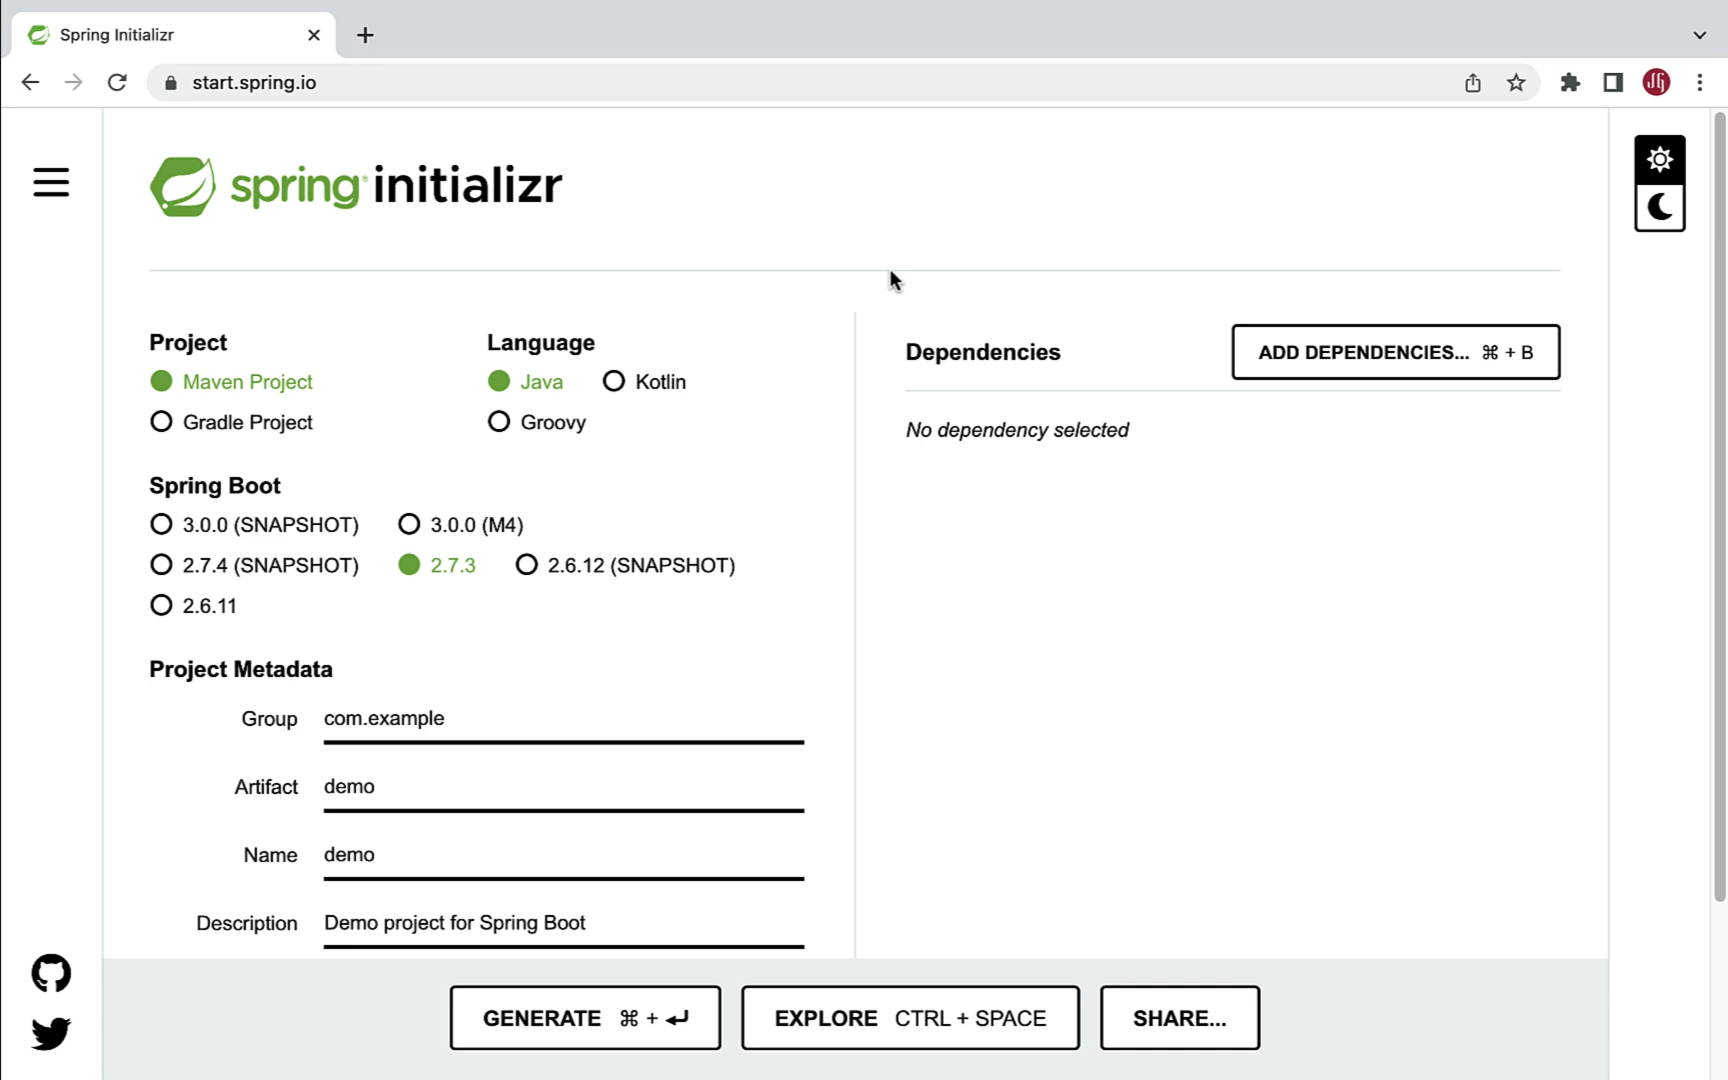 Spring Initializr
start.spring.io
spring initializr
Project
Maven Project
Gradle Project
Language
Java
Kotlin
Groovy
Spring Boot
3.0.0 (SNAPSHOT)
3.0.0 (M4)
2.7.4 (SNAPSHOT)
2.7.3
2.6.12 (SNAPSHOT)
2.6.11
Project Metadata
Group com.example
Artifact demo
Name demo
Description Demo project for Spring Boot
Dependencies
ADD DEPENDENCIES... ⌘ + B
No dependency selected
GENERATE ⌘ + ↵
EXPLORE CTRL + SPACE
SHARE...